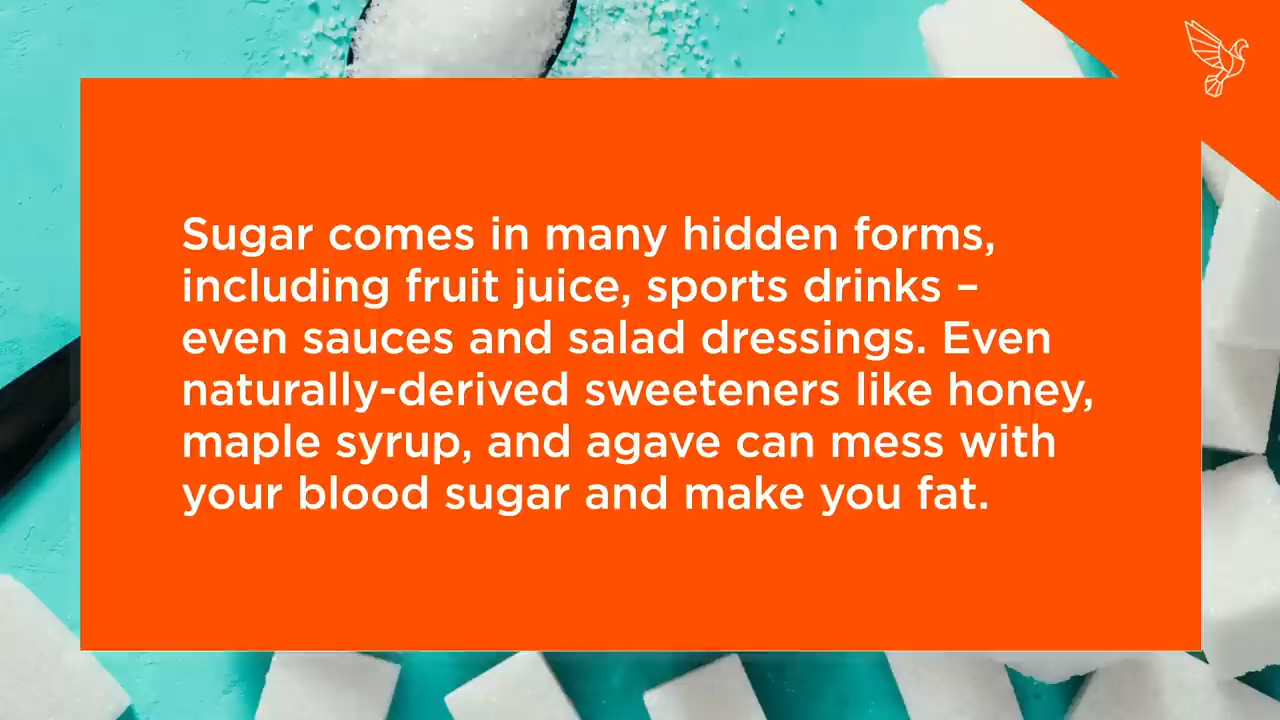 Sugar comes in many hidden forms,
including fruit juice, sports drinks –
even sauces and salad dressings. Even
naturally-derived sweeteners like honey,
maple syrup, and agave can mess with
your blood sugar and make you fat.